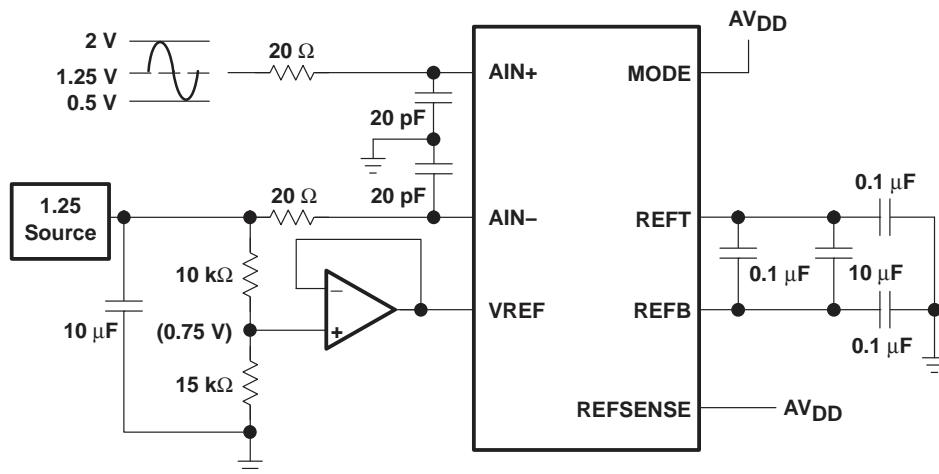 2 V
1.25 V
0.5 V
20 Ω
20 pF
20 pF
1.25
Source
20 Ω
10 kΩ
10 μF
(0.75 V)
15 kΩ
−
+
AIN+
AIN−
VREF
MODE
REFT
REFB
REFSENSE
AVDD
0.1 μF
0.1 μF
10 μF
0.1 μF
AVDD